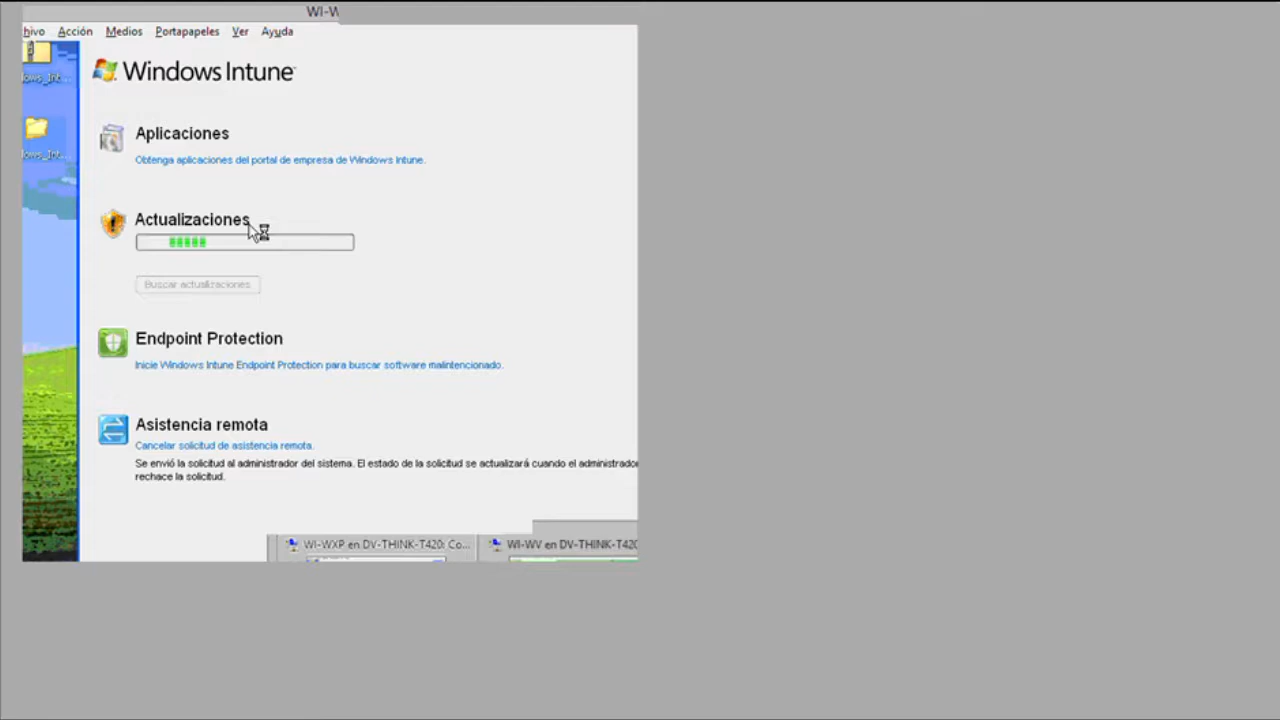 WI-W
hivo Acción Medios Portapapeles Ver Ayuda
Windows Intune
Aplicaciones
Obtenga aplicaciones del portal de empresa de Windows Intune.
Actualizaciones
Buscar actualizaciones
Endpoint Protection
Inicie Windows Intune Endpoint Protection para buscar software malintencionado.
Asistencia remota
Cancelar solicitud de asistencia remota.
Se envió la solicitud al administrador del sistema. El estado de la solicitud se actualizará cuando el administrador
rechace la solicitud.
WI-WXP en DV-THINK-T420: Co... WI-WV en DV-THINK-T420